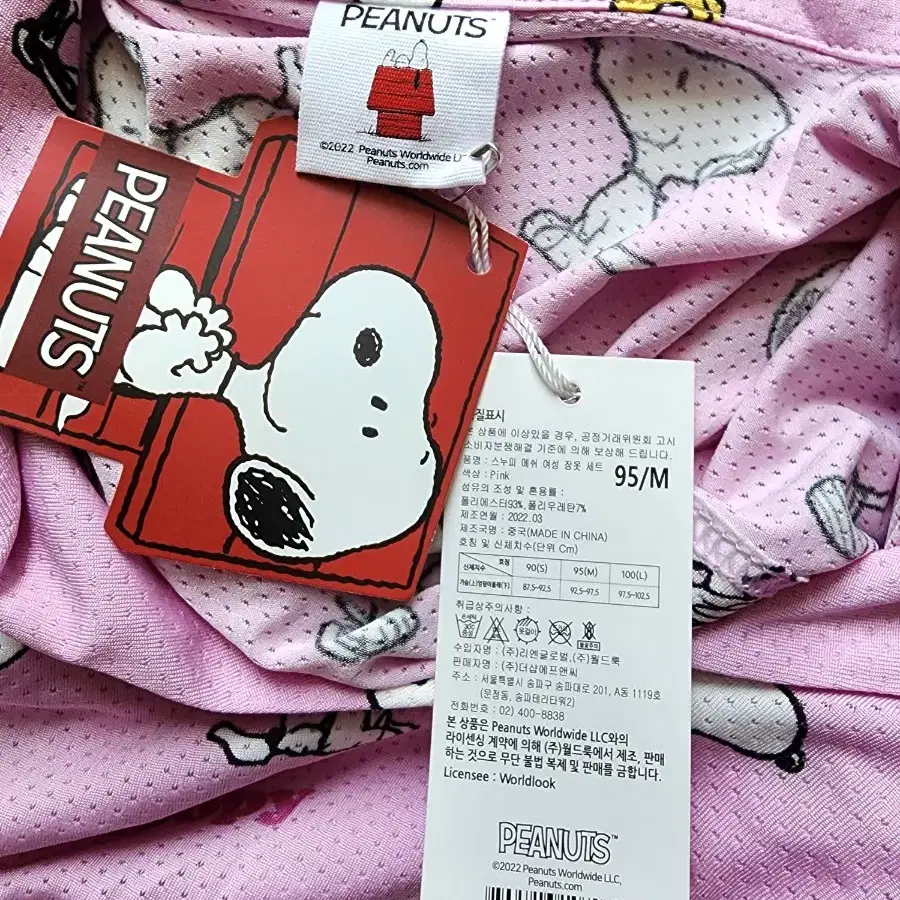 PEANUTS
©2022 Peanuts Worldwide LL
Peanuts.com
PEANUTS™
질표시
본 상품에 이상있을 경우, 공정거래위원회 고시
소비자분쟁해결 기준에 의해 보상해 드립니다.
품명 : 스누피 메쉬 여성 잠옷 세트
95/M
색상 : Pink
섬유의 조성 및 혼용률 :
폴리에스터93%,폴리우레탄7%
제조연월 : 2022.03
제조국명 : 중국(MADE IN CHINA)
호칭 및 신체치수(단위 Cm)
신체치수 호칭 90(S) 95(M) 100(L)
87.5~92.5 92.5~97.5 97.5~102.5
취급상주의사항 :
수입자명 : (주)리엔글로벌,(주)월드룩
판매자명 : (주)더샵에프앤씨
주소 : 서울특별시 송파구 송파대로 201, A동 1119호
(문정동, 송파테라타워2)
전화번호 : 02) 400-8838
본 상품은 Peanuts Worldwide LLC와의
라이센싱 계약에 의해 (주)월드룩에서 제조, 판매
하는 것으로 무단 불법 복제 및 판매를 금합니다.
Licensee : Worldlook
PEANUTS™
©2022 Peanuts Worldwide LLC,
Peanuts.com